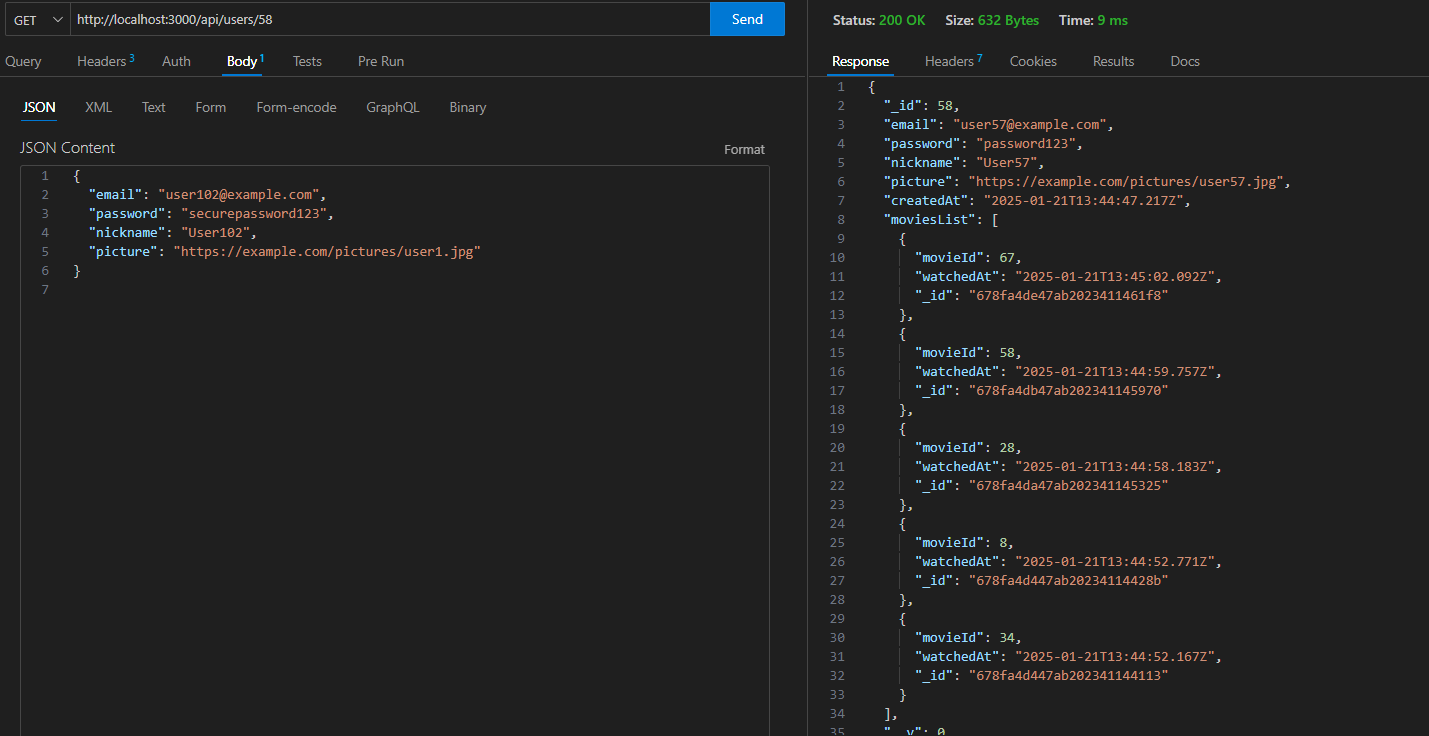 GET http://localhost:3000/api/users/58 Send
Query Headers 3 Auth Body 1 Tests Pre Run
JSON XML Text Form Form-encode GraphQL Binary
JSON Content Format
1 {
2 "email": "user102@example.com",
3 "password": "securepassword123",
4 "nickname": "User102",
5 "picture": "https://example.com/pictures/user1.jpg"
6 }
7
Status: 200 OK Size: 632 Bytes Time: 9 ms
Response Headers 7 Cookies Results Docs
1 {
2 "_id": 58,
3 "email": "user57@example.com",
4 "password": "password123",
5 "nickname": "User57",
6 "picture": "https://example.com/pictures/user57.jpg",
7 "createdAt": "2025-01-21T13:44:47.217Z",
8 "moviesList": [
9 {
10 "movieId": 67,
11 "watchedAt": "2025-01-21T13:45:02.092Z",
12 "_id": "678fa4de47ab2023411461f8"
13 },
14 {
15 "movieId": 58,
16 "watchedAt": "2025-01-21T13:44:59.757Z",
17 "_id": "678fa4db47ab202341145970"
18 },
19 {
20 "movieId": 28,
21 "watchedAt": "2025-01-21T13:44:58.183Z",
22 "_id": "678fa4da47ab202341145325"
23 },
24 {
25 "movieId": 8,
26 "watchedAt": "2025-01-21T13:44:52.771Z",
27 "_id": "678fa4d447ab20234114428b"
28 },
29 {
30 "movieId": 34,
31 "watchedAt": "2025-01-21T13:44:52.167Z",
32 "_id": "678fa4d447ab202341144113"
33 }
34 ],
35 "__v": 0